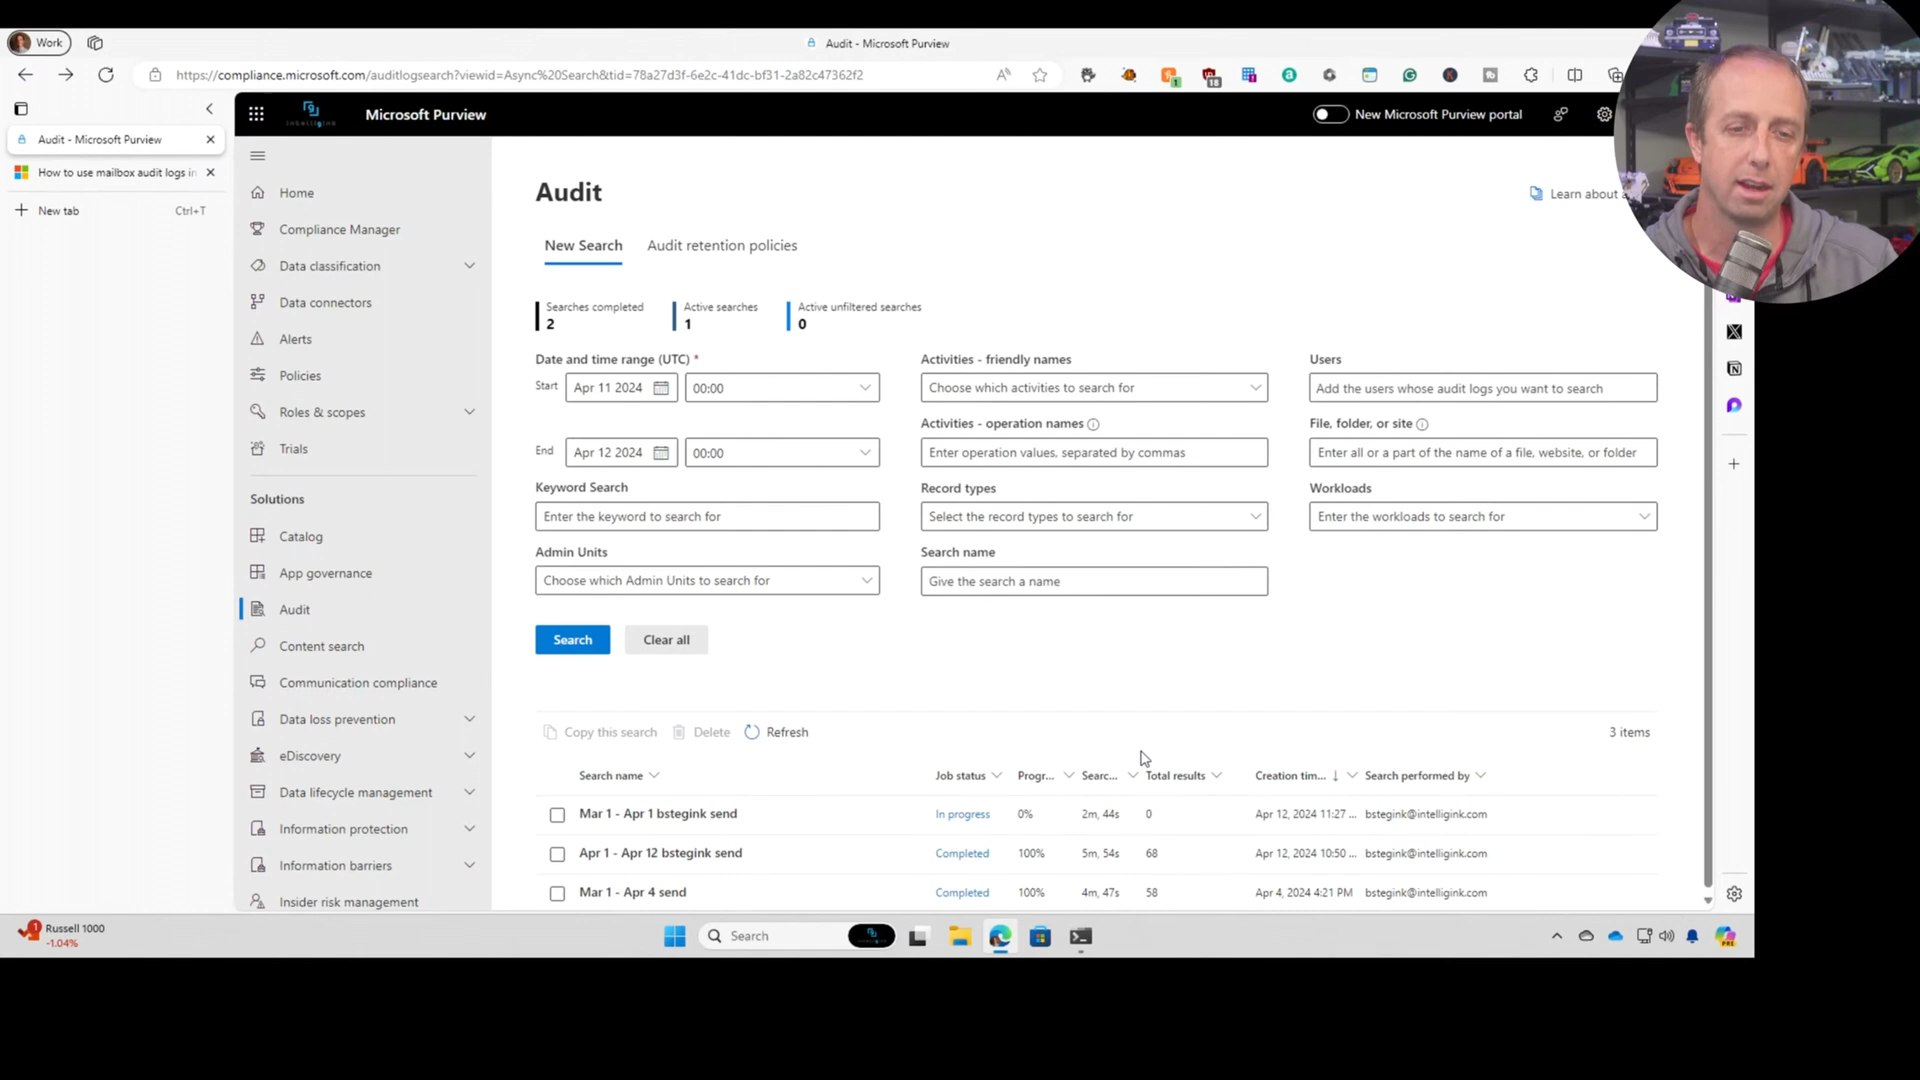 Work
Audit - Microsoft Purview
https://compliance.microsoft.com/auditlogsearch?viewid=Async%20Search&tid=78a27d3f-6e2c-41dc-bf31-2a82c47362f2
Audit - Microsoft Purview
How to use mailbox audit logs in
New tab
Ctrl+T
intelligink
Microsoft Purview
New Microsoft Purview portal
Home
Compliance Manager
Data classification
Data connectors
Alerts
Policies
Roles & scopes
Trials
Solutions
Catalog
App governance
Audit
Content search
Communication compliance
Data loss prevention
eDiscovery
Data lifecycle management
Information protection
Information barriers
Insider risk management
Audit
Learn about
New Search
Audit retention policies
Searches completed
2
Active searches
1
Active unfiltered searches
0
Date and time range (UTC) *
Start
Apr 11 2024
00:00
End
Apr 12 2024
00:00
Keyword Search
Enter the keyword to search for
Admin Units
Choose which Admin Units to search for
Activities - friendly names
Choose which activities to search for
Activities - operation names
Enter operation values, separated by commas
Record types
Select the record types to search for
Search name
Give the search a name
Users
Add the users whose audit logs you want to search
File, folder, or site
Enter all or a part of the name of a file, website, or folder
Workloads
Enter the workloads to search for
Search
Clear all
Copy this search
Delete
Refresh
3 items
Search name
Job status
Progr...
Searc...
Total results
Creation tim... ↓
Search performed by
Mar 1 - Apr 1 bstegink send
In progress
0%
2m, 44s
0
Apr 12, 2024 11:27 ...
bstegink@intelligink.com
Apr 1 - Apr 12 bstegink send
Completed
100%
5m, 54s
68
Apr 12, 2024 10:50 ...
bstegink@intelligink.com
Mar 1 - Apr 4 send
Completed
100%
4m, 47s
58
Apr 4, 2024 4:21 PM
bstegink@intelligink.com
1
Russell 1000
-1.04%
Search
PRE